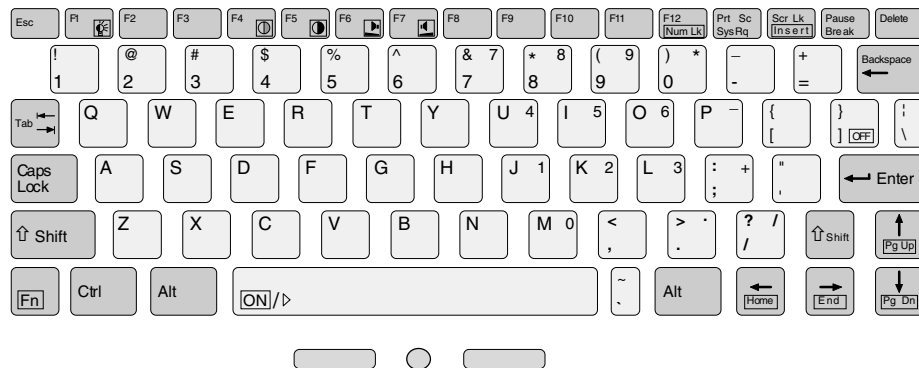 Esc F1 F2 F3 F4 F5 F6 F7 F8 F9 F10 F11 F12 Num Lk Prt Sc SysRq Scr Lk Insert Pause Break Delete
! 1 @ 2 # 3 $ 4 % 5 ^ 6 & 7 7 * 8 8 ( 9 9 ) * 0 _ - + = Backspace
Tab Q W E R T Y U 4 I 5 O 6 P – { [ } ] OFF ¦ \
Caps Lock A S D F G H J 1 K 2 L 3 : + ; " ' Enter
⇧ Shift Z X C V B N M 0 < , > . . ? / / ⇧ Shift Pg Up
Fn Ctrl Alt ON/▷ ~ ` Alt Home End Pg Dn